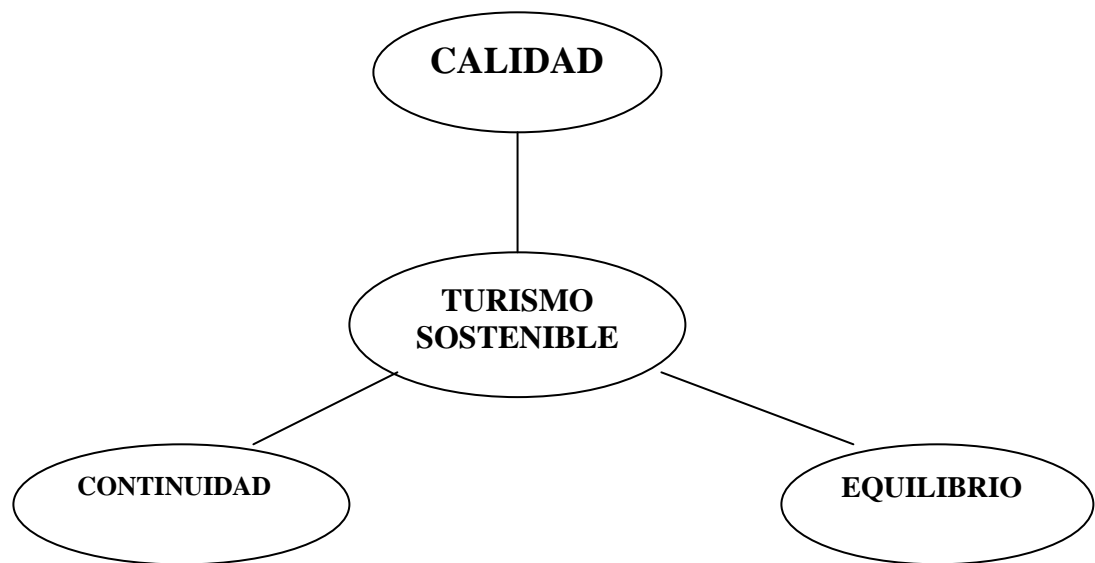 CALIDAD
TURISMO
SOSTENIBLE
CONTINUIDAD
EQUILIBRIO